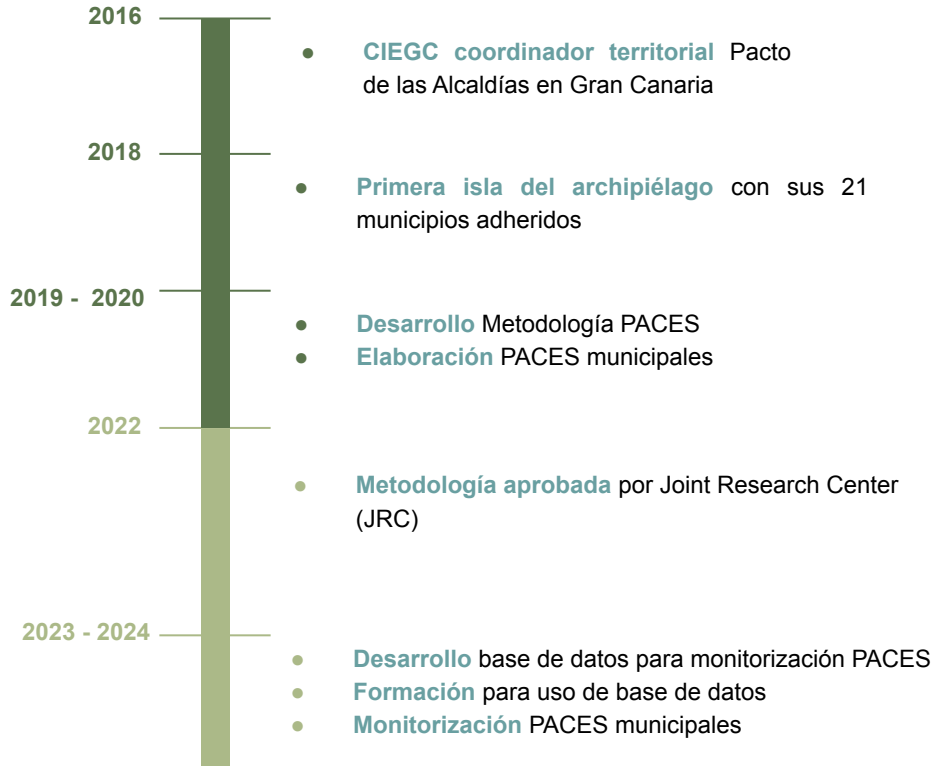 2016
● CIEGC coordinador territorial Pacto
de las Alcaldías en Gran Canaria
2018
● Primera isla del archipiélago con sus 21
municipios adheridos
2019 - 2020
● Desarrollo Metodología PACES
● Elaboración PACES municipales
2022
● Metodología aprobada por Joint Research Center
(JRC)
2023 - 2024
● Desarrollo base de datos para monitorización PACES
● Formación para uso de base de datos
● Monitorización PACES municipales